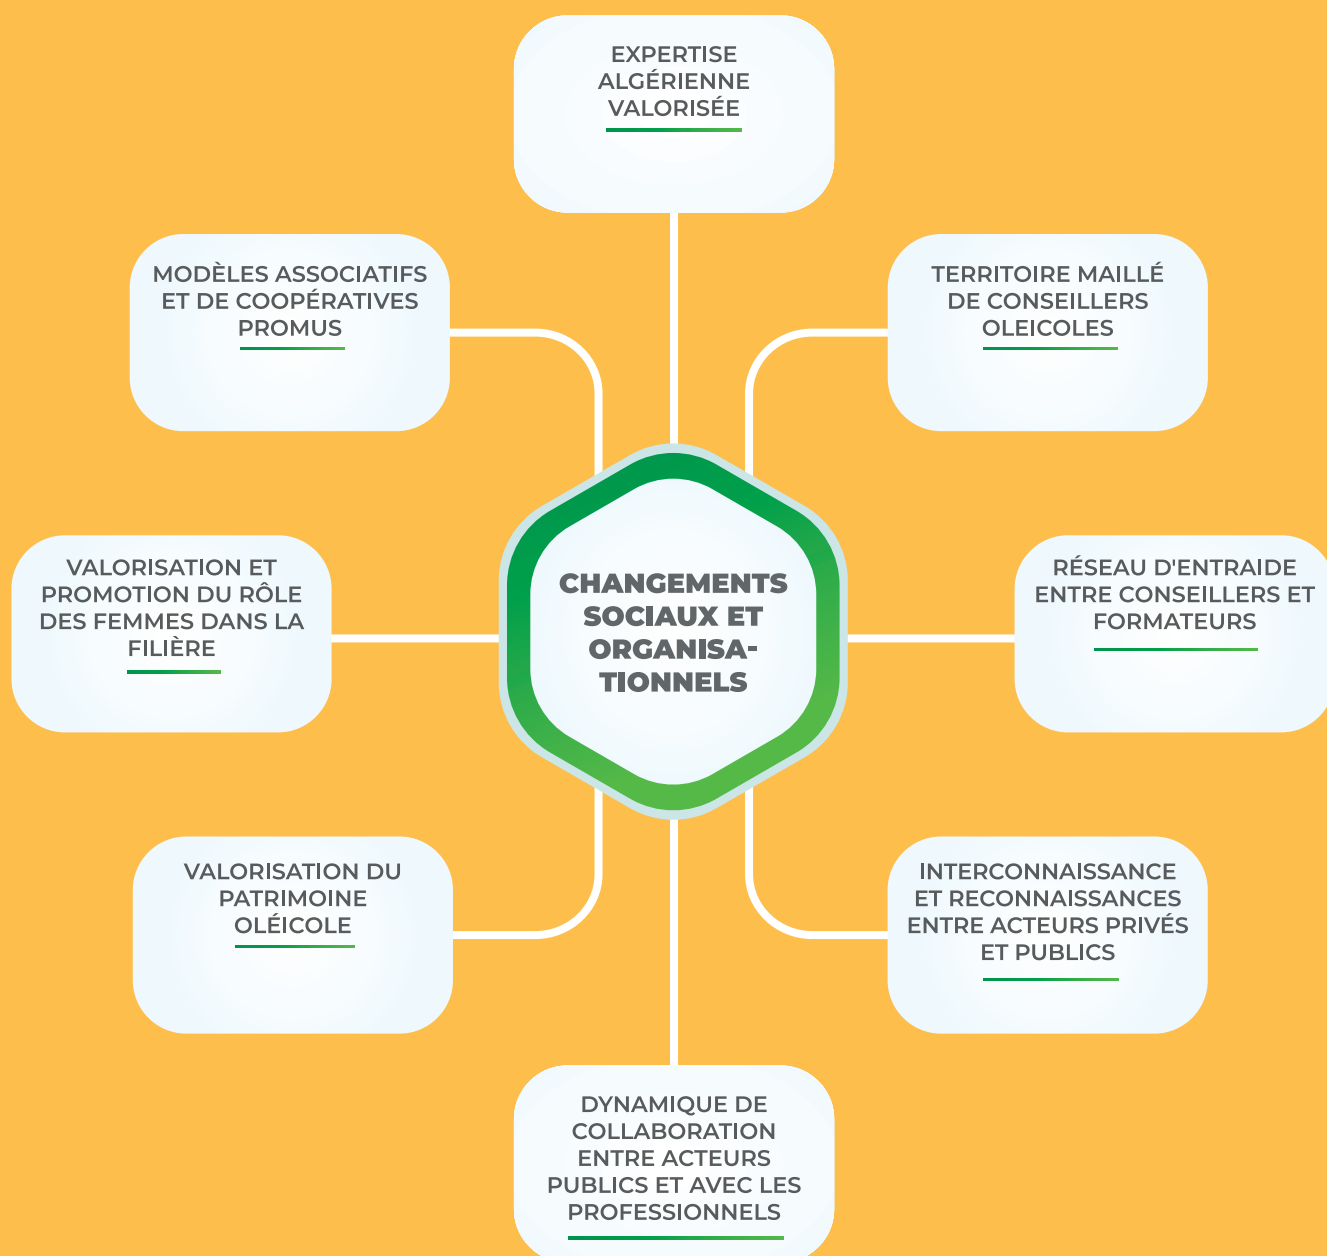 EXPERTISE
ALGÉRIENNE
VALORISÉE
MODÈLES ASSOCIATIFS
ET DE COOPÉRATIVES
PROMUS
TERRITOIRE MAILLÉ
DE CONSEILLERS
OLEICOLES
VALORISATION ET
PROMOTION DU RÔLE
DES FEMMES DANS LA
FILIÈRE
CHANGEMENTS
SOCIAUX ET
ORGANISA-
TIONNELS
RÉSEAU D'ENTRAIDE
ENTRE CONSEILLERS ET
FORMATEURS
VALORISATION DU
PATRIMOINE
OLÉICOLE
INTERCONNAISSANCE
ET RECONNAISSANCES
ENTRE ACTEURS PRIVÉS
ET PUBLICS
DYNAMIQUE DE
COLLABORATION
ENTRE ACTEURS
PUBLICS ET AVEC LES
PROFESSIONNELS